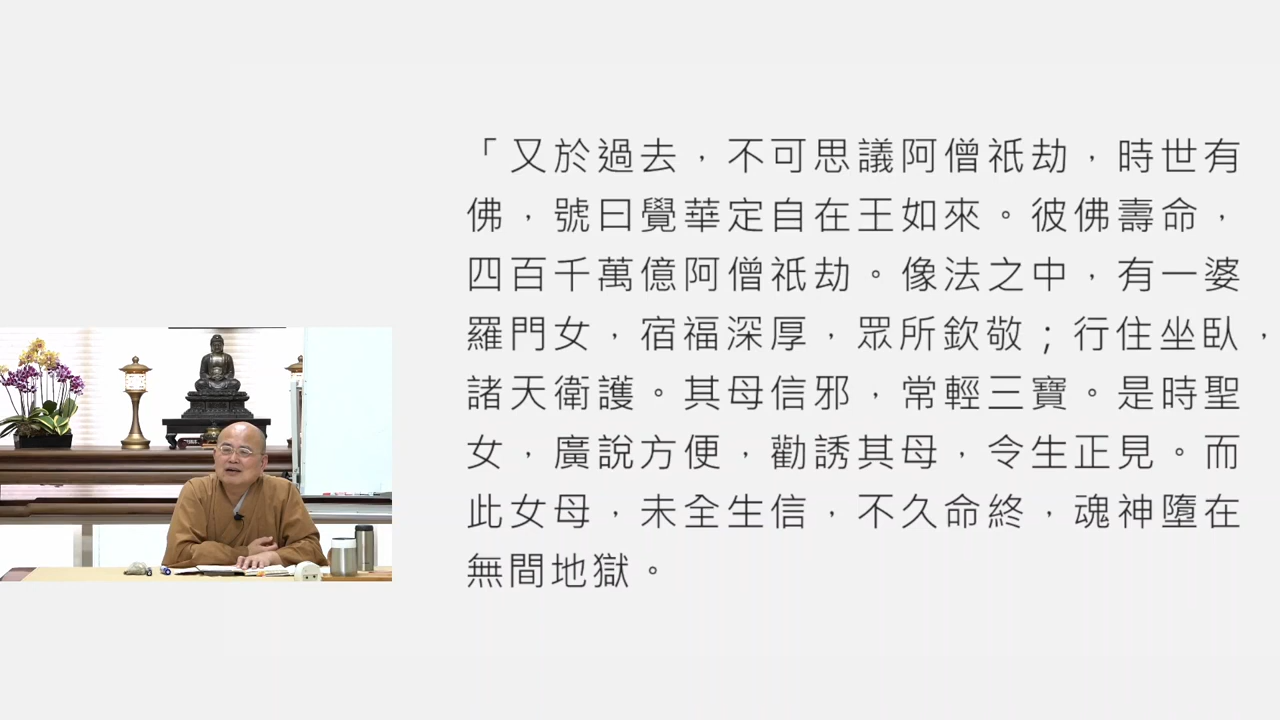 「又於過去，不可思議阿僧祇劫，時世有
佛，號曰覺華定自在王如來。彼佛壽命，
四百千萬億阿僧祇劫。像法之中，有一婆
羅門女，宿福深厚，眾所欽敬；行住坐臥，
諸天衛護。其母信邪，常輕三寶。是時聖
女，廣說方便，勸誘其母，令生正見。而
此女母，未全生信，不久命終，魂神墮在
無間地獄。